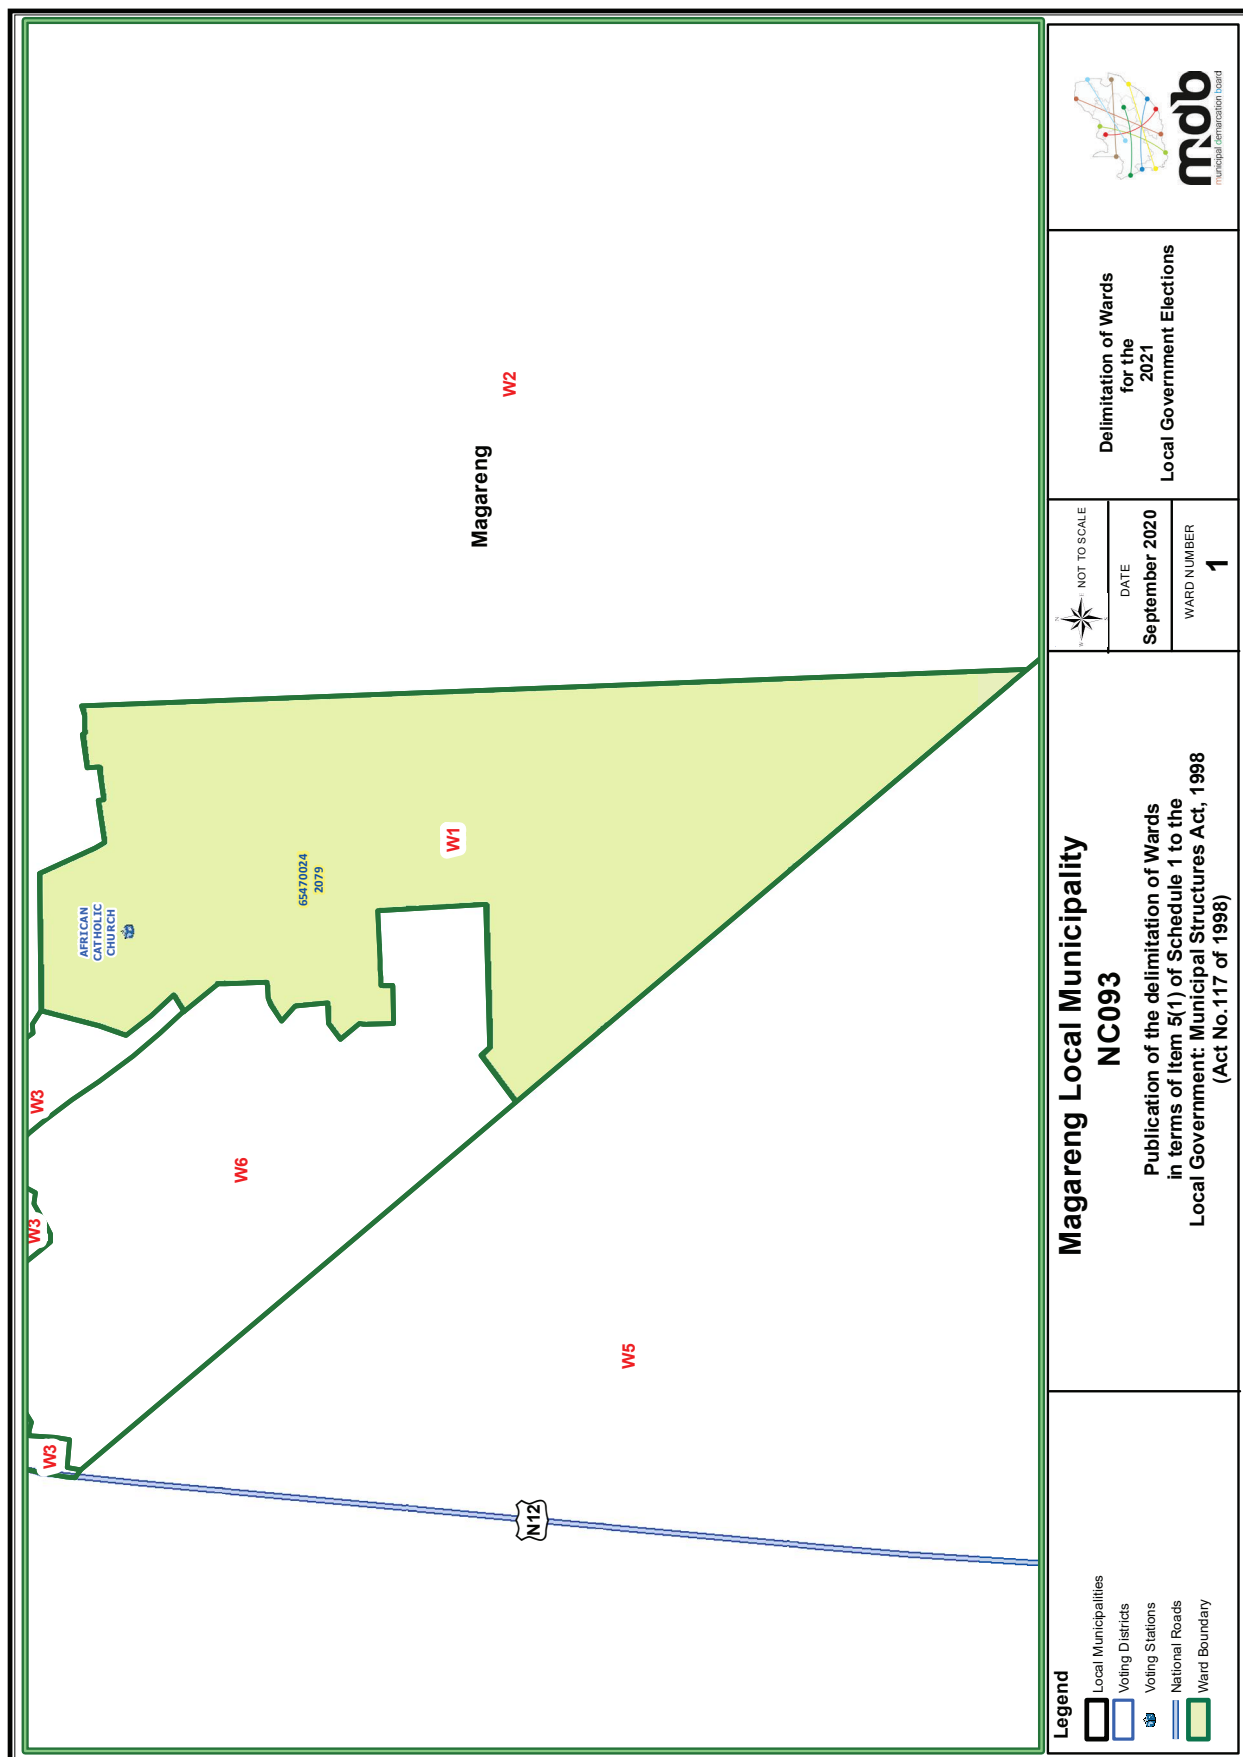 W3
W3
W3
W6
W5
W2
W1
Magareng
AFRICAN
CATHOLIC
CHURCH
65470024
2079
N12
Legend
Local Municipalities
Voting Districts
Voting Stations
National Roads
Ward Boundary
Magareng Local Municipality
NC093
Publication of the delimitation of Wards
in terms of Item 5(1) of Schedule 1 to the
Local Government: Municipal Structures Act, 1998
(Act No.117 of 1998)
N
W
E
S
NOT TO SCALE
DATE
September 2020
WARD NUMBER
1
Delimitation of Wards
for the
2021
Local Government Elections
mdb
municipal demarcation board